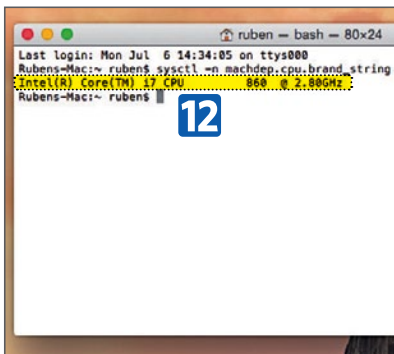 ruben — bash — 80×24
Last login: Mon Jul  6 14:34:05 on ttys000
Rubens-Mac:~ ruben$ sysctl -n machdep.cpu.brand_string
Intel(R) Core(TM) i7 CPU         860  @ 2.80GHz
Rubens-Mac:~ ruben$
12